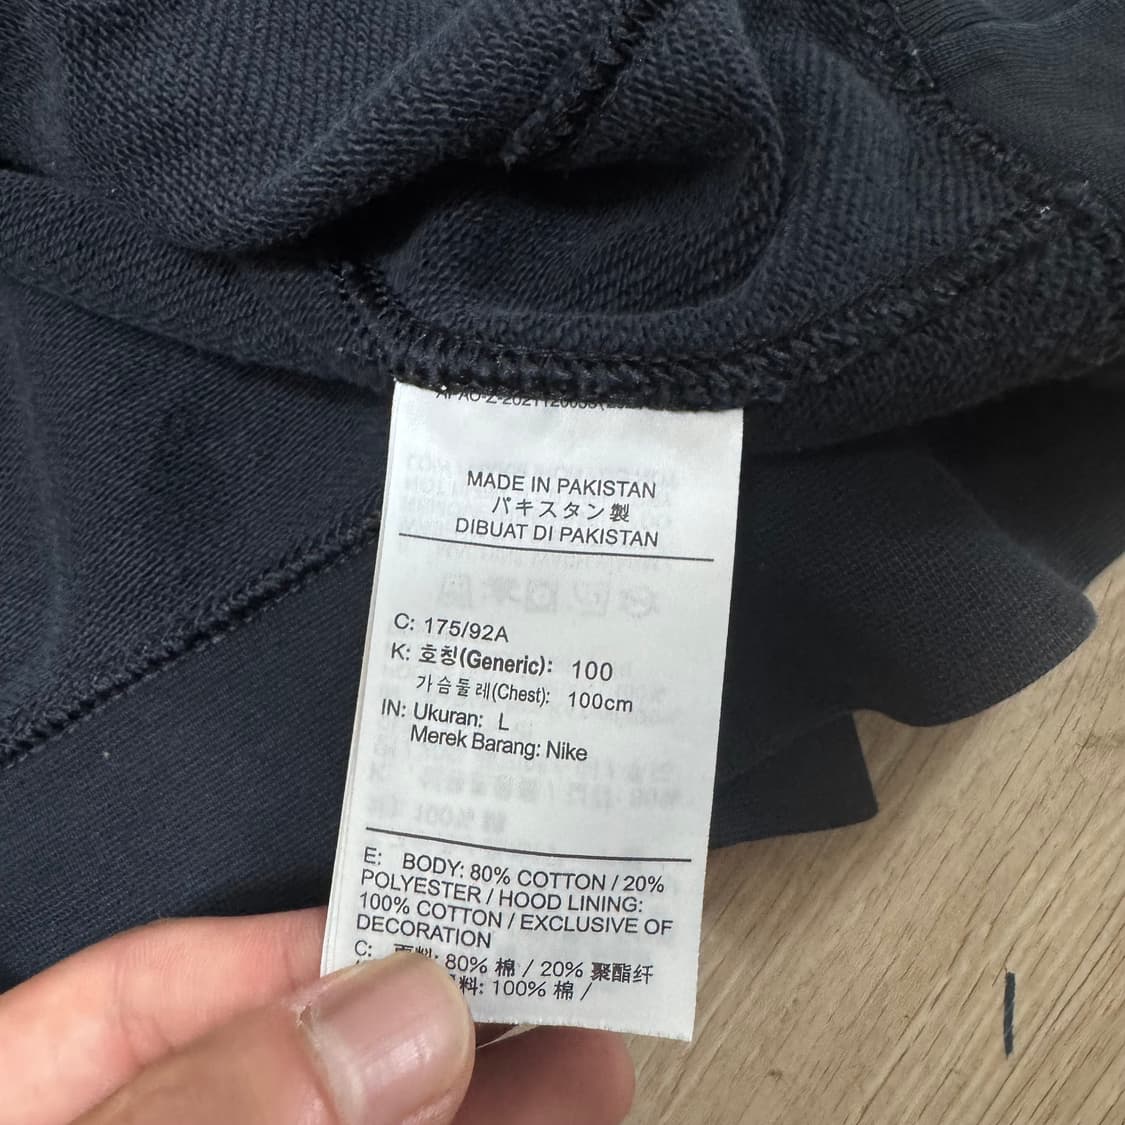 MADE IN PAKISTAN
パキスタン製
DIBUAT DI PAKISTAN
C: 175/92A
K: 호칭(Generic): 100
가슴둘레(Chest): 100cm
IN: Ukuran: L
Merek Barang: Nike
E: BODY: 80% COTTON / 20%
POLYESTER / HOOD LINING:
100% COTTON / EXCLUSIVE OF
DECORATION
C: 面料: 80% 棉 / 20% 聚酯纤
料: 100% 棉 /